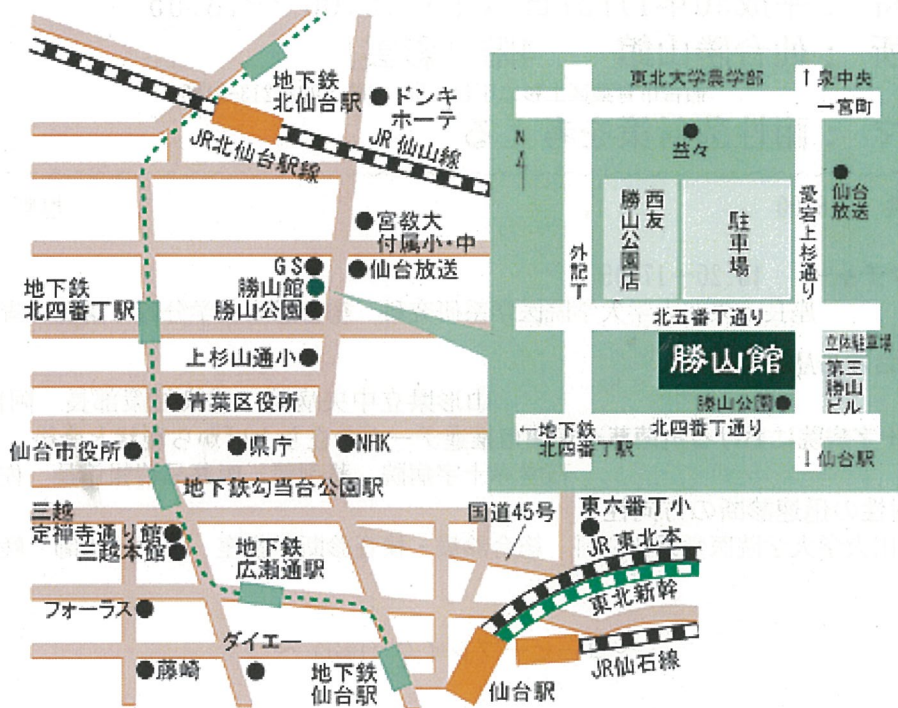 地下鉄
北仙台駅
ドンキ
ホーテ
JR北仙台駅線
JR仙山線
宮教大
付属小・中
GS
仙台放送
勝山館
勝山公園
地下鉄
北四番丁駅
上杉山通小
青葉区役所
仙台市役所
県庁
NHK
地下鉄勾当台公園駅
三越
定禅寺通り館
三越本館
地下鉄
広瀬通駅
国道45号
東六番丁小
JR東北本
東北新幹
フォーラス
ダイエー
藤崎
地下鉄
仙台駅
仙台駅
JR仙石線
東北大学農学部
↑泉中央
→宮町
N
芸々
仙台
放送
西友
勝山公園店
駐車場
愛宕上杉通り
外記丁
北五番丁通り
勝山館
立体駐車場
第三
勝山
ビル
勝山公園
←地下鉄
北四番丁駅
北四番丁通り
↓仙台駅